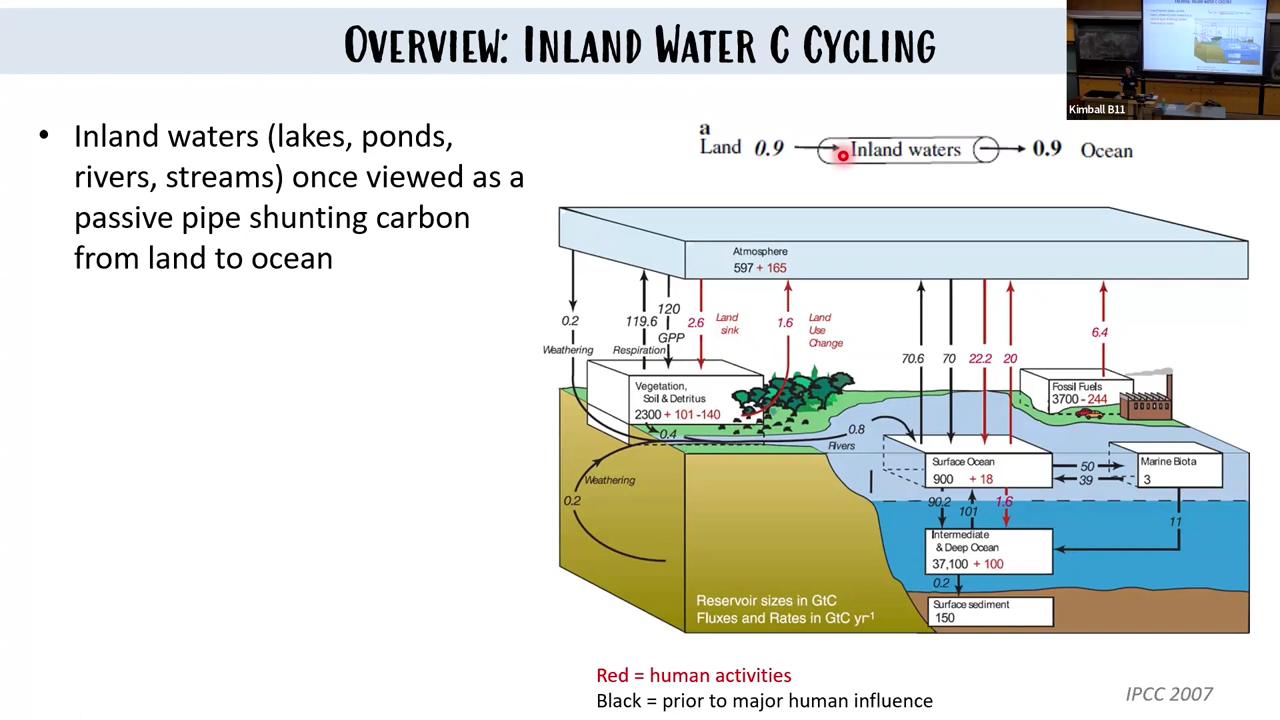 OVERVIEW: INLAND WATER C CYCLING
Kimball B11
• Inland waters (lakes, ponds,
rivers, streams) once viewed as a
passive pipe shunting carbon
from land to ocean
a
Land 0.9 Inland waters 0.9 Ocean
Atmosphere
597 + 165
0.2
Weathering
119.6
Respiration
120
GPP
2.6
Land
sink
1.6
Land
Use
Change
70.6
70
22.2
20
6.4
Vegetation,
Soil & Detritus
2300 + 101 -140
Fossil Fuels
3700 - 244
0.4
0.8
Rivers
Surface Ocean
900 + 18
50
39
Marine Biota
3
Weathering
0.2
90.2
101
1.6
11
Intermediate
& Deep Ocean
37,100 + 100
0.2
Surface sediment
150
Reservoir sizes in GtC
Fluxes and Rates in GtC yr-1
Red = human activities
Black = prior to major human influence
IPCC 2007